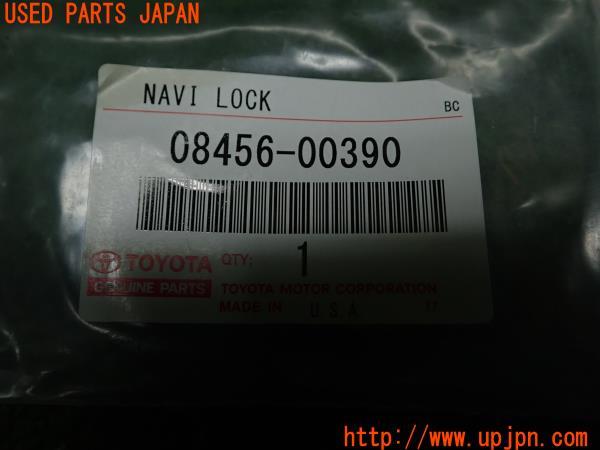 USED PARTS JAPAN
NAVI LOCK
BC
08456-00390
TOYOTA
GENUINE PARTS
QTY: 1
TOYOTA MOTOR CORPORATION
MADE IN U.S.A. 17
http://www.upjpn.com/